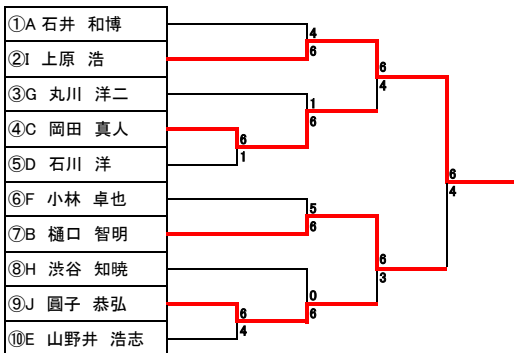 ①A 石井 和博
4
②I 上原 浩
6
6
③G 丸川 洋二
1
4
④C 岡田 真人
6
6
⑤D 石川 洋
1
6
⑥F 小林 卓也
5
4
⑦B 樋口 智明
6
⑧H 渋谷 知暁
0
6
3
⑨J 圓子 恭弘
6
6
⑩E 山野井 浩志
4